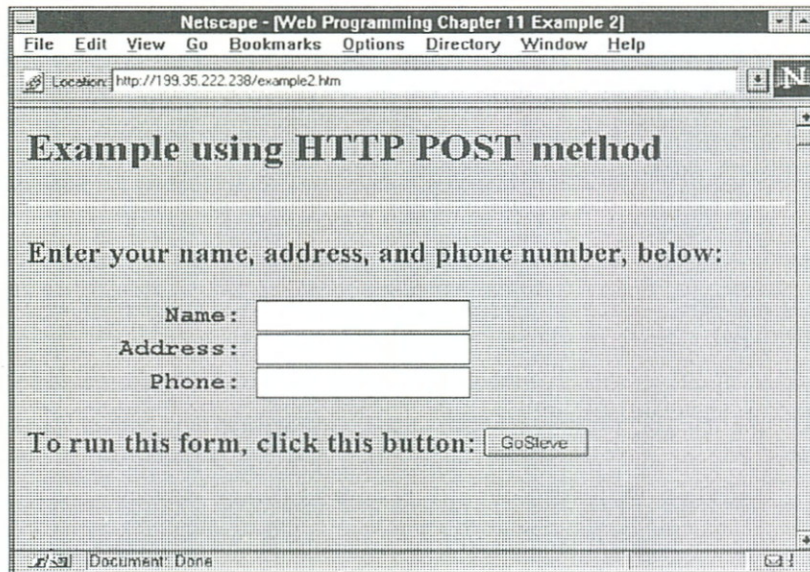 Netscape - [Web Programming Chapter 11 Example 2]
File Edit View Go Bookmarks Options Directory Window Help
Location: http://199.35.222.238/example2.htm
N
Example using HTTP POST method
Enter your name, address, and phone number, below:
Name:
Address:
Phone:
To run this form, click this button: GoSteve
Document: Done